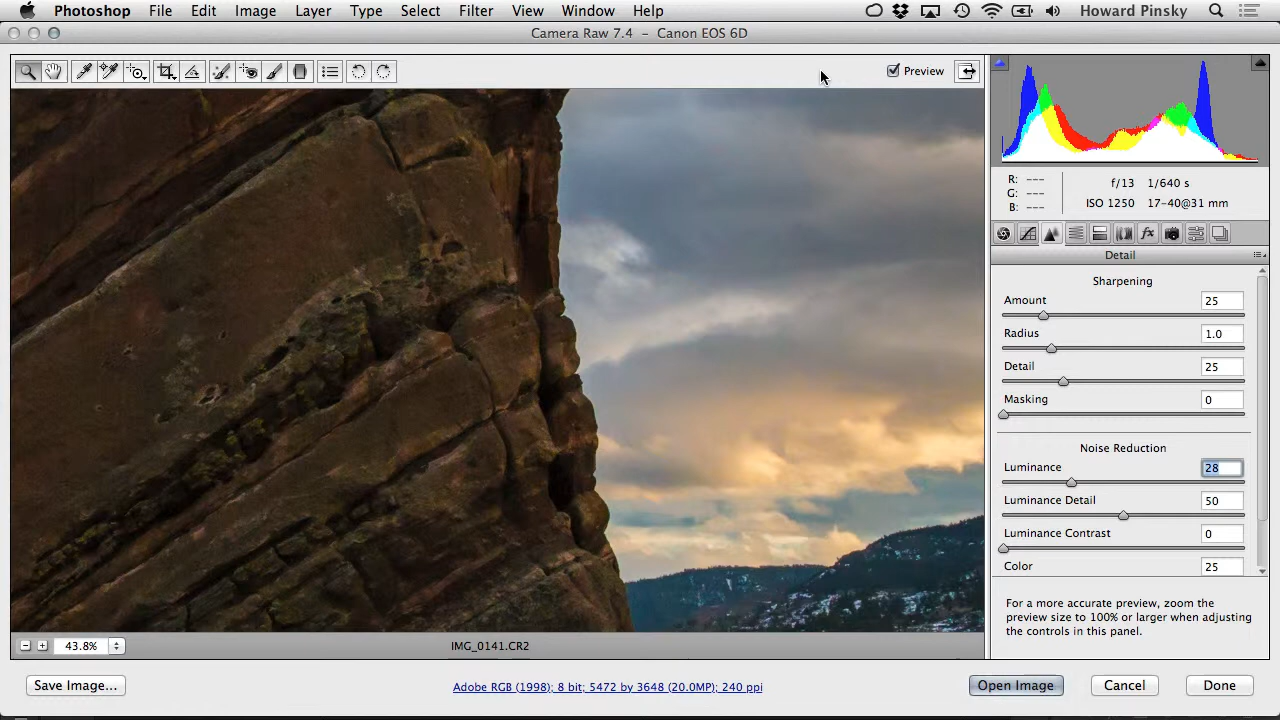 Photoshop File Edit Image Layer Type Select Filter View Window Help Howard Pinsky
Camera Raw 7.4 - Canon EOS 6D
Preview
R: ---
G: ---
B: ---
f/13 1/640 s
ISO 1250 17-40@31 mm
fx
Detail
Sharpening
Amount 25
Radius 1.0
Detail 25
Masking 0
Noise Reduction
Luminance 28
Luminance Detail 50
Luminance Contrast 0
Color 25
For a more accurate preview, zoom the
preview size to 100% or larger when adjusting
the controls in this panel.
43.8% IMG_0141.CR2
Save Image... Adobe RGB (1998); 8 bit; 5472 by 3648 (20.0MP); 240 ppi Open Image Cancel Done